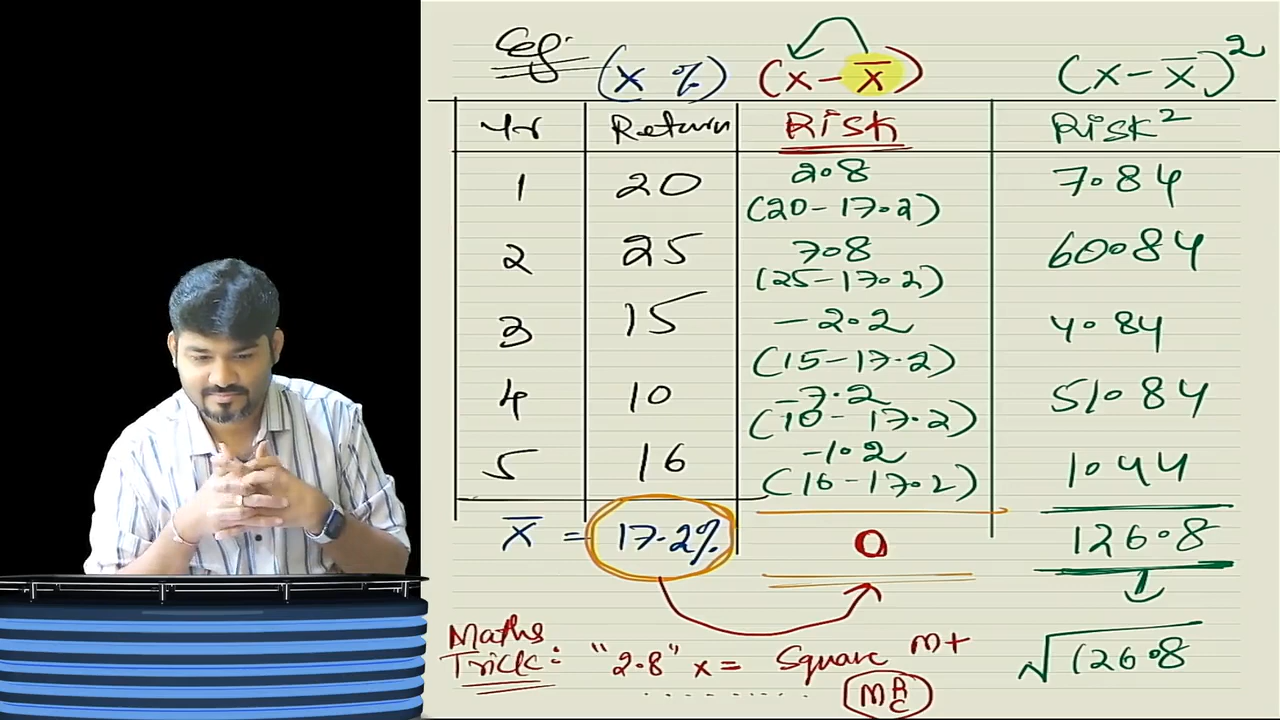 Eg:
(x %) (x - x̄) (x - x̄)²
Yr Return Risk Risk²
1 20 2.8 7.84
(20-17.2)
2 25 7.8 60.84
(25-17.2)
3 15 -2.2 4.84
(15-17.2)
4 10 -7.2 51.84
(10-17.2)
5 16 -1.2 1.44
(16-17.2)
x̄ = 17.2% 0 126.8
Maths
Trick: "2.8" x = Square M+
√126.8
M R C